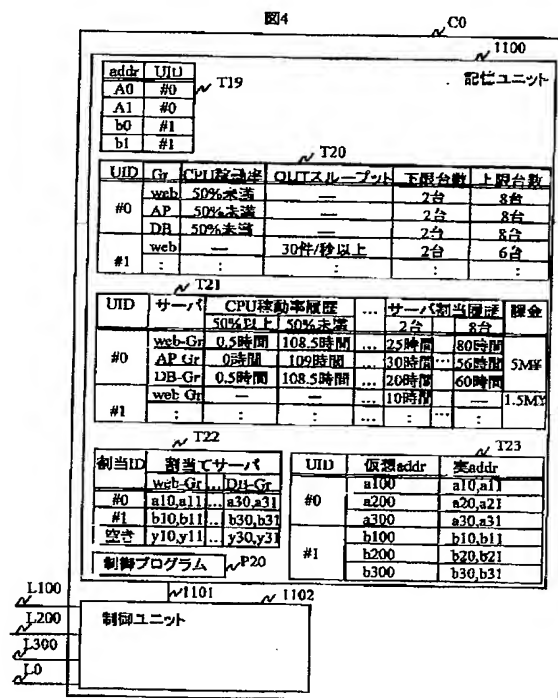 図4
C0
1100
記憶ユニット
addr UID
A0 #0
A1 #0
b0 #1
b1 #1
T19
T20
UID Gr CPU稼動率 OUTスループット 下限台数 上限台数
#0 web 50%未満 — 2台 8台
AP 50%未満 — 2台 8台
DB 50%未満 — 2台 8台
#1 web — 30件/秒以上 2台 6台
: : : : :
T21
UID サーバ CPU稼動率履歴 … サーバ割当履歴 課金
50%以上 50%未満 2台 8台
#0 web-Gr 0.5時間 108.5時間 … 25時間 80時間 5M¥
AP Gr 0時間 109時間 … 30時間 … 56時間
DB-Gr 0.5時間 108.5時間 … 20時間 60時間
#1 web Gr — — … 10時間 — 1.5M¥
: : : … : … : :
T22
割当ID 割当てサーバ
web-Gr … DB-Gr
#0 a10,a11 … a30,a31
#1 b10,b11 … b30,b31
空き y10,y11 … y30,y31
T23
UID 仮想addr 実addr
#0 a100 a10,a11
a200 a20,a21
a300 a30,a31
#1 b100 b10,b11
b200 b20,b21
b300 b30,b31
制御プログラム P20
1101
1102
制御ユニット
L100
L200
L300
L0